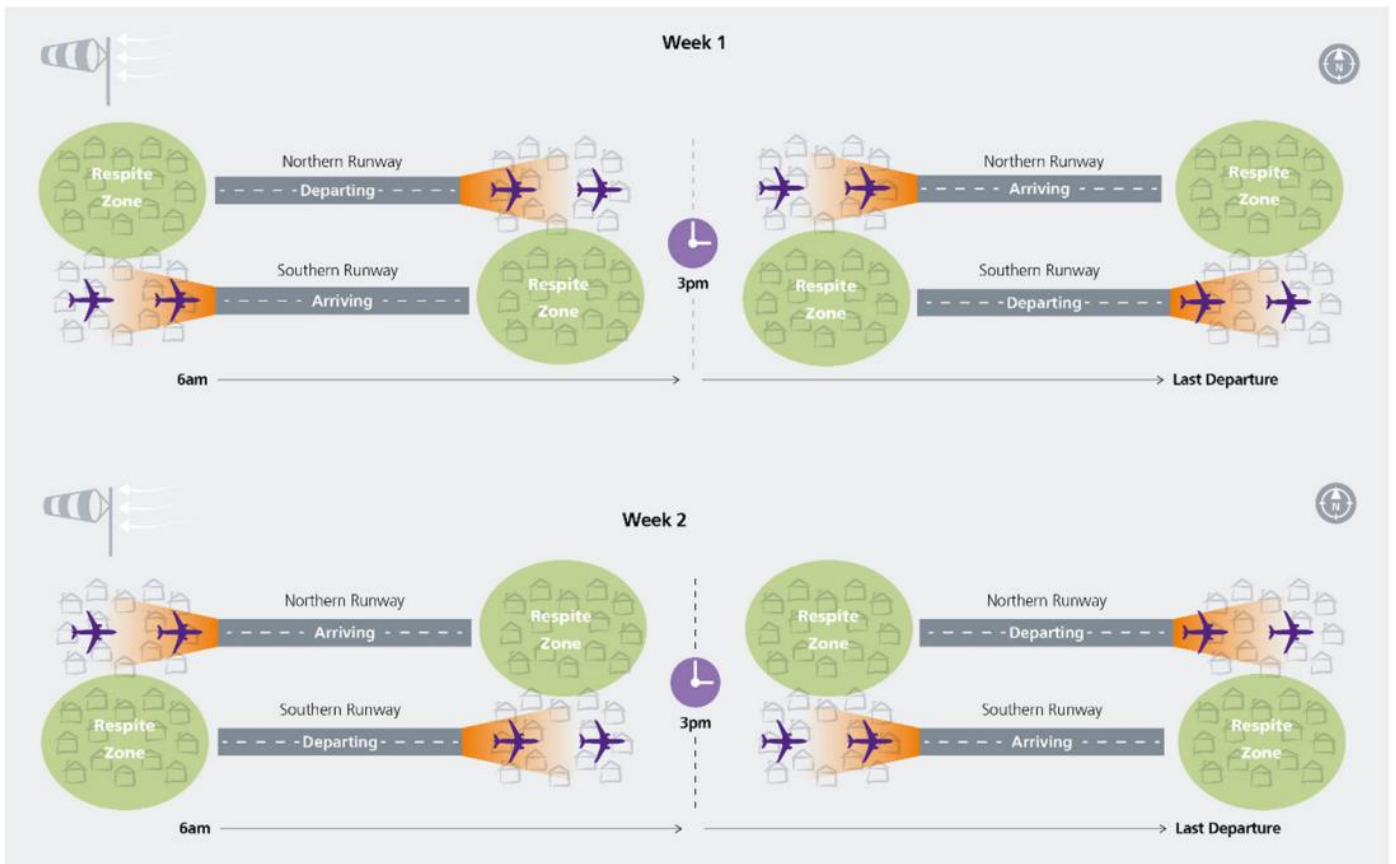 Week 1
N
Respite
Zone
Northern Runway
Departing
Southern Runway
Arriving
Respite
Zone
3pm
Northern Runway
Arriving
Respite
Zone
Respite
Zone
Southern Runway
Departing
6am
Last Departure
Week 2
N
Northern Runway
Arriving
Respite
Zone
Respite
Zone
Southern Runway
Departing
3pm
Respite
Zone
Northern Runway
Departing
Southern Runway
Arriving
Respite
Zone
6am
Last Departure